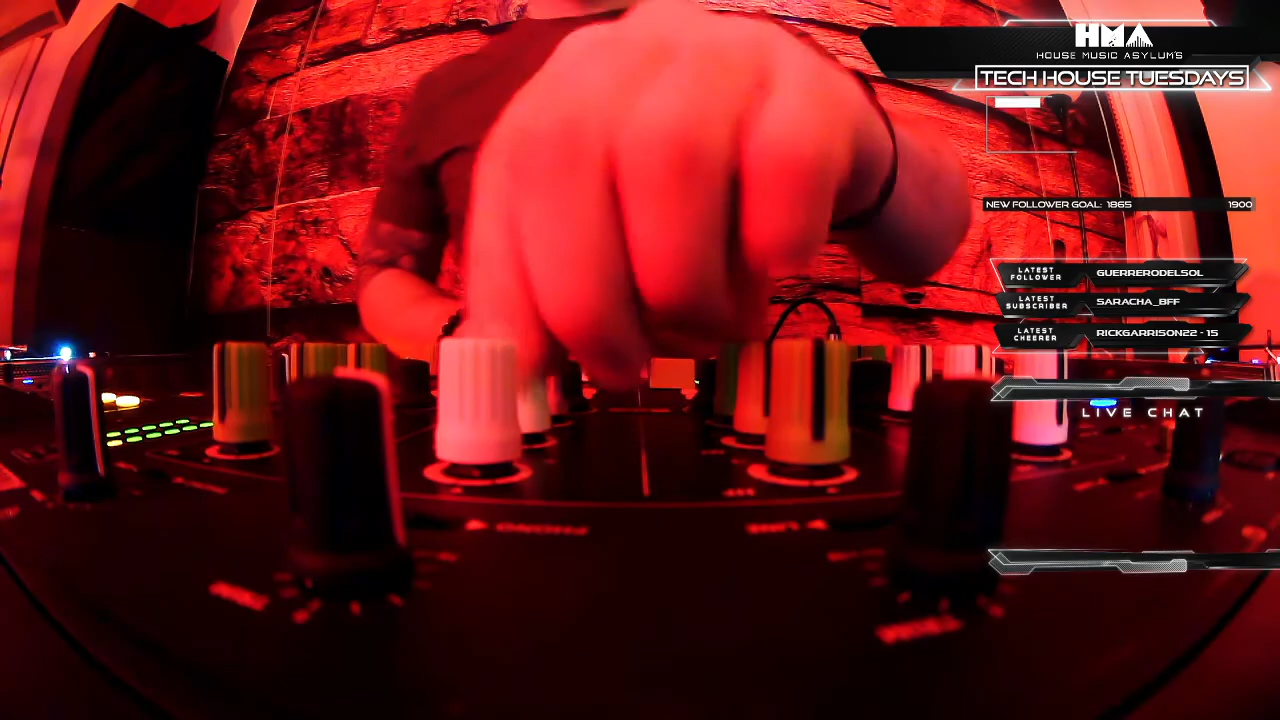 HMA
HOUSE MUSIC ASYLUMS
TECH HOUSE TUESDAYS
NEW FOLLOWER GOAL: 1865 1900
LATEST FOLLOWER GUERRERODELSOL
LATEST SUBSCRIBER SARACHA_BFF
LATEST CHEERER RICKGARRISON22 - 15
LIVE CHAT